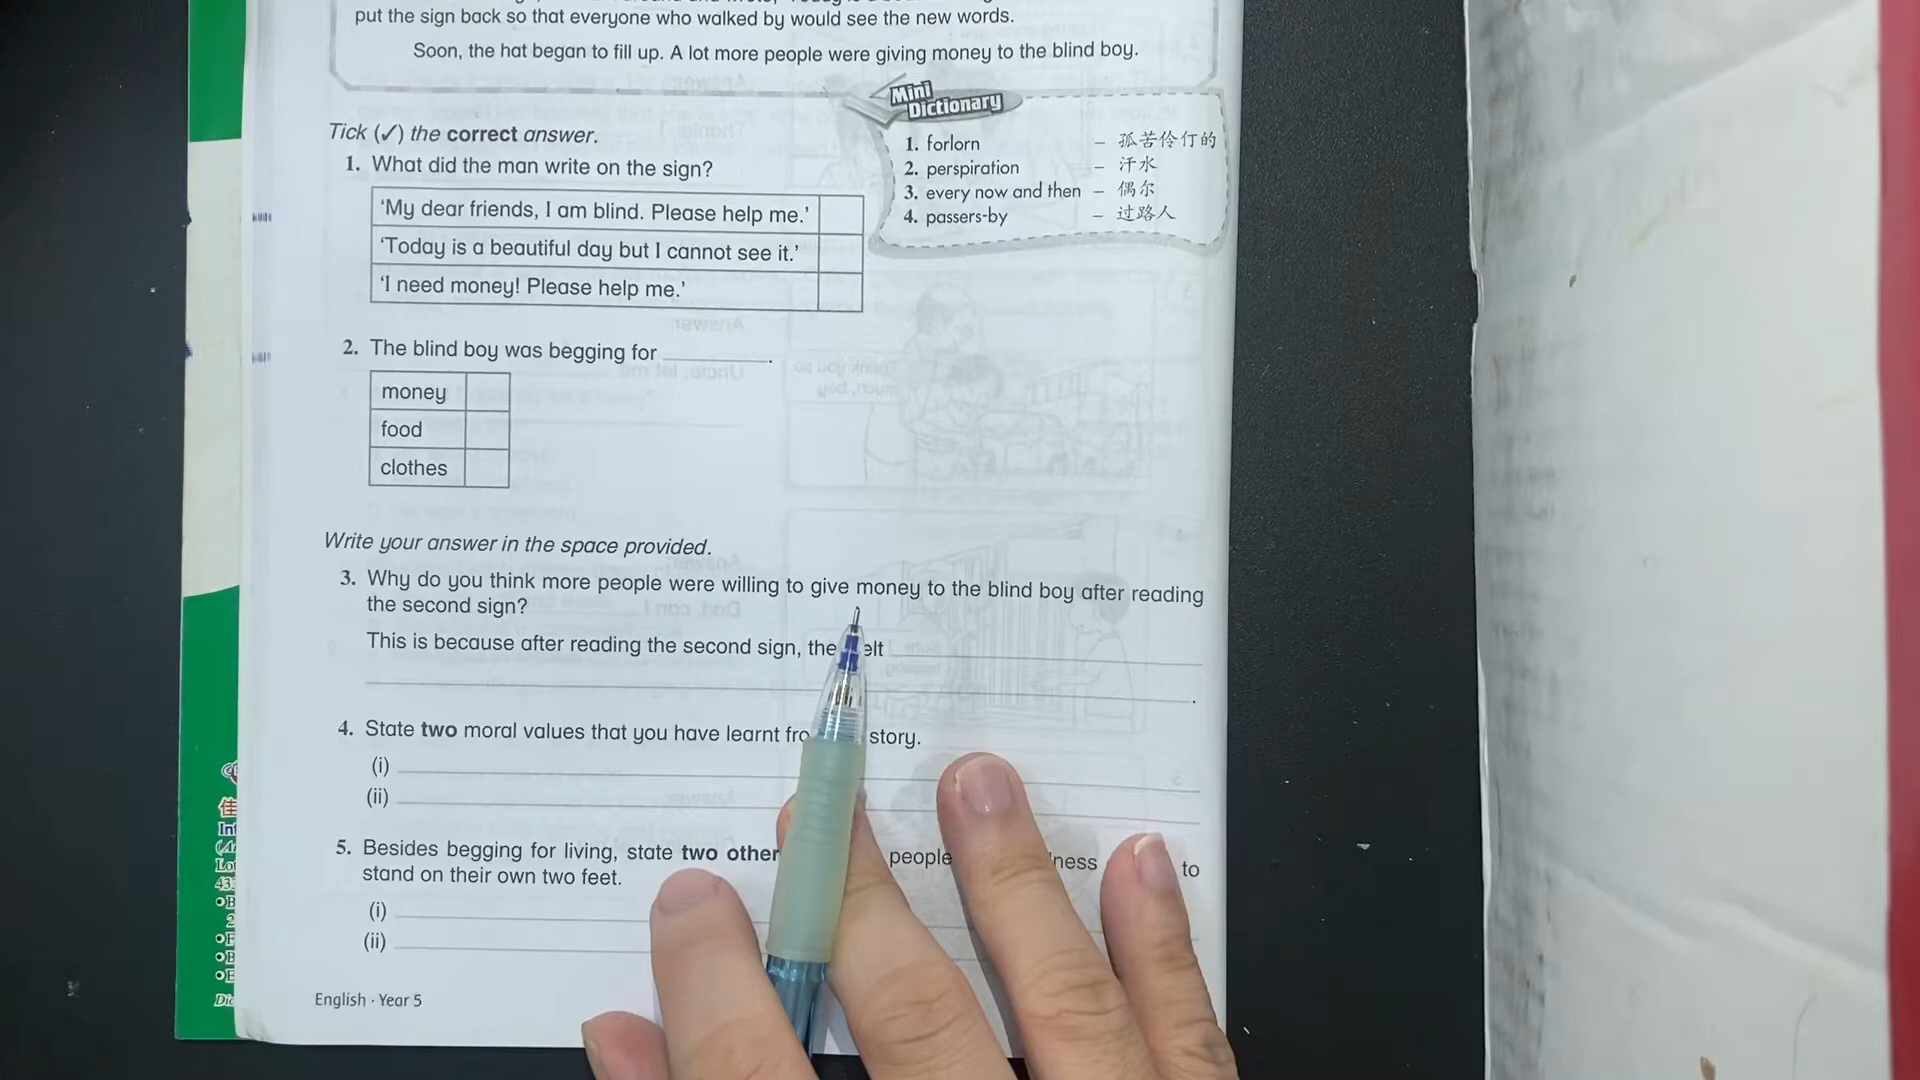 put the sign back so that everyone who walked by would see the new words.
Soon, the hat began to fill up. A lot more people were giving money to the blind boy.
Mini
Dictionary
1. forlorn – 孤苦伶仃的
2. perspiration – 汗水
3. every now and then – 偶尔
4. passers-by – 过路人
Tick (✓) the correct answer.
1. What did the man write on the sign?
‘My dear friends, I am blind. Please help me.’
‘Today is a beautiful day but I cannot see it.’
‘I need money! Please help me.’
2. The blind boy was begging for ________.
money
food
clothes
Write your answer in the space provided.
3. Why do you think more people were willing to give money to the blind boy after reading
the second sign?
This is because after reading the second sign, the elt
4. State two moral values that you have learnt fro story.
(i)
(ii)
5. Besides begging for living, state two other people ness to
stand on their own two feet.
(i)
(ii)
English · Year 5